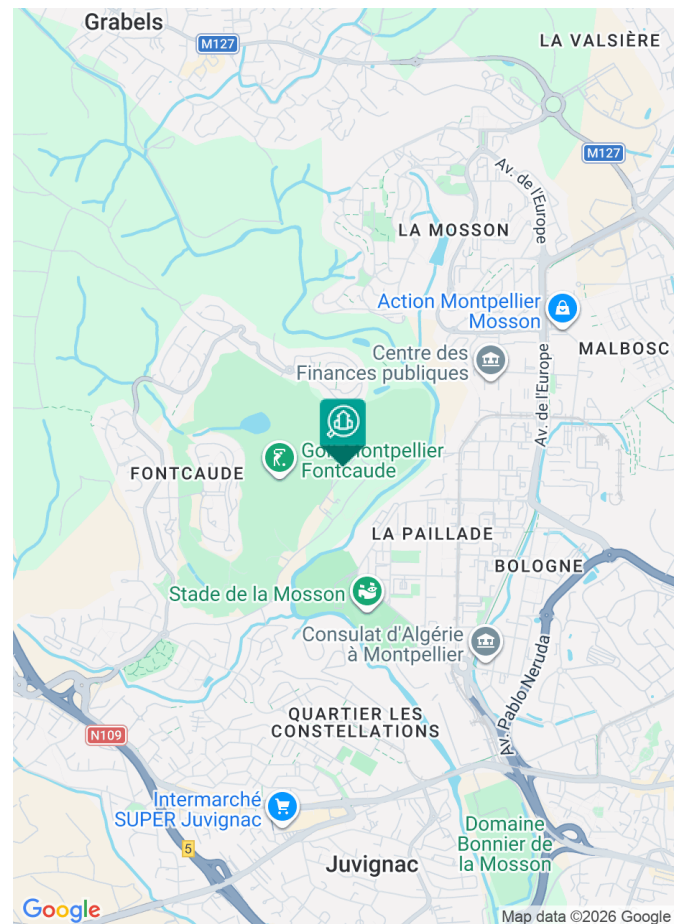 Grabels
M127
LA VALSIÈRE
M127
Av. de l'Europe
LA MOSSON
Action Montpellier
Mosson
Centre des
Finances publiques
MALBOSC
Av. de l'Europe
Montpellier
Fontcaude
FONTCAUDE
LA PAILLADE
BOLOGNE
Stade de la Mosson
Consulat d'Algérie
à Montpellier
Av. Pablo Neruda
QUARTIER LES
CONSTELLATIONS
N109
Intermarché
SUPER Juvignac
5
Domaine
Bonnier de
la Mosson
Juvignac
Google
Map data ©2026 Google